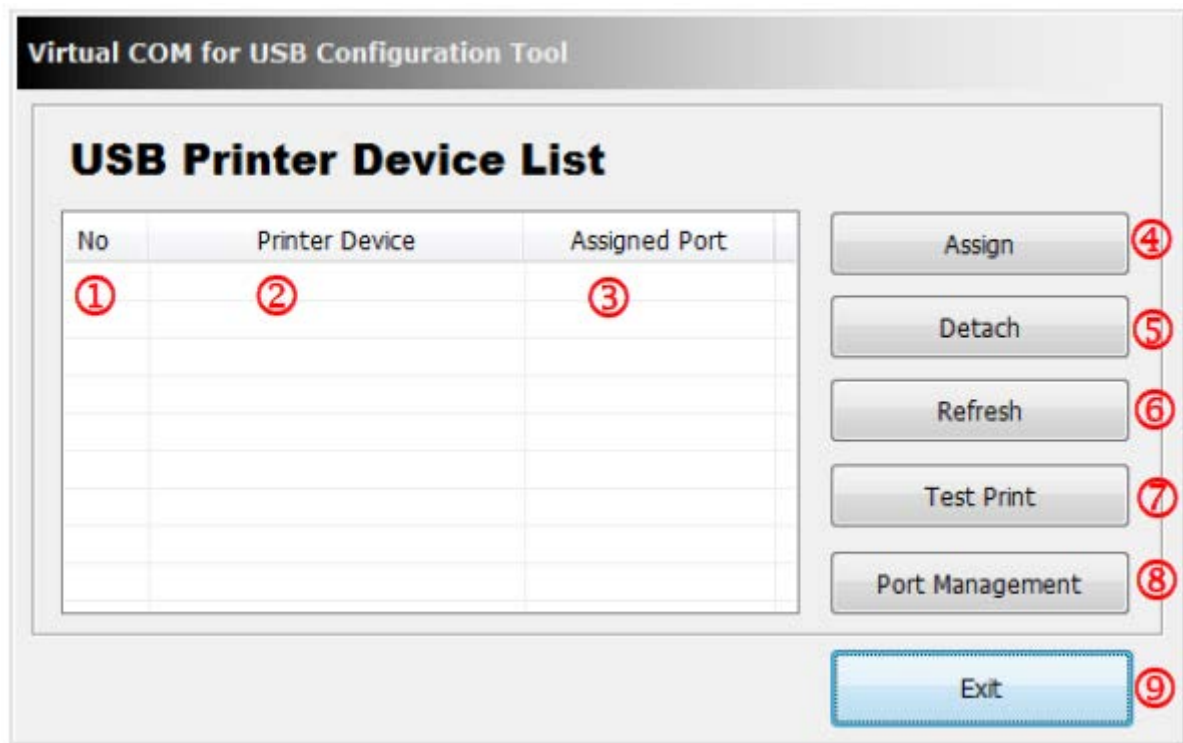 Virtual COM for USB Configuration Tool
USB Printer Device List
No Printer Device Assigned Port
① ② ③
Assign ④
Detach ⑤
Refresh ⑥
Test Print ⑦
Port Management ⑧
Exit ⑨